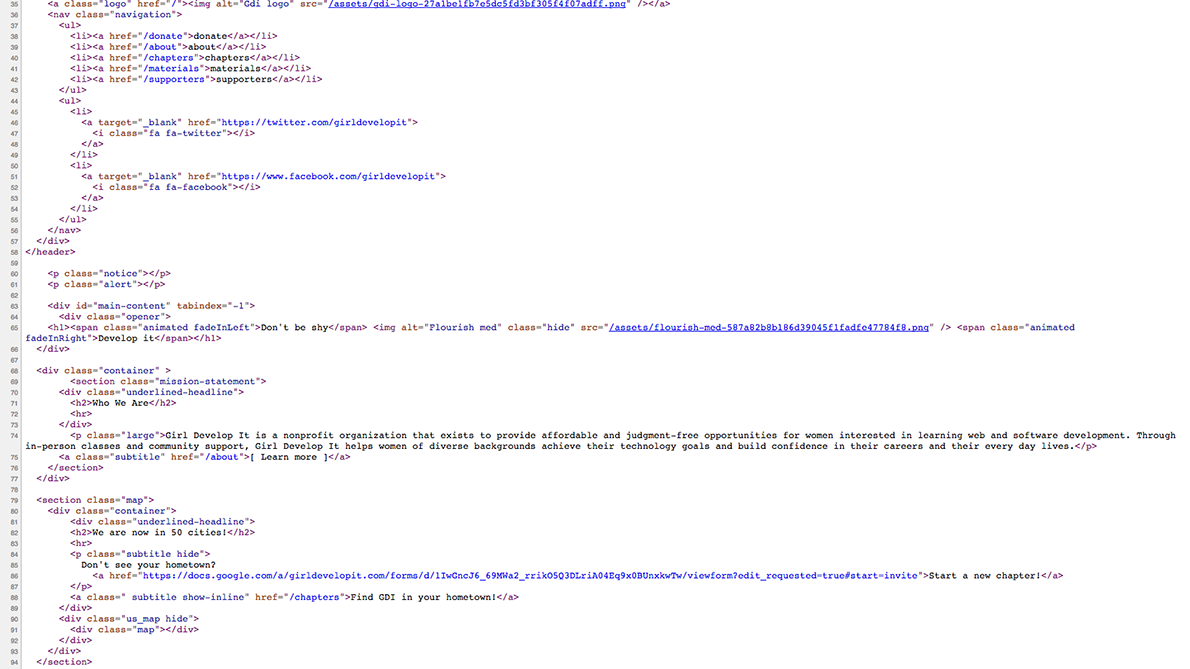 35 <a class="logo" href="/"><img alt="Gdi logo" src="/assets/gdi-logo-27a1be1fb7e5dc5fd3bf305f4f07adff.png" /></a>
36 <nav class="navigation">
37 <ul>
38 <li><a href="/donate">donate</a></li>
39 <li><a href="/about">about</a></li>
40 <li><a href="/chapters">chapters</a></li>
41 <li><a href="/materials">materials</a></li>
42 <li><a href="/supporters">supporters</a></li>
43 </ul>
44 <ul>
45 <li>
46 <a target="_blank" href="https://twitter.com/girldevelopit">
47 <i class="fa fa-twitter"></i>
48 </a>
49 </li>
50 <li>
51 <a target="_blank" href="https://www.facebook.com/girldevelopit">
52 <i class="fa fa-facebook"></i>
53 </a>
54 </li>
55 </ul>
56 </nav>
57 </div>
58 </header>
59
60 <p class="notice"></p>
61 <p class="alert"></p>
62
63 <div id="main-content" tabindex="-1">
64 <div class="opener">
65 <h1><span class="animated fadeInLeft">Don't be shy</span> <img alt="Flourish med" class="hide" src="/assets/flourish-med-587a82b8b186d39045f1fadfe47784f8.png" /> <span class="animated
fadeInRight">Develop it</span></h1>
66 </div>
67
68 <div class="container" >
69 <section class="mission-statement">
70 <div class="underlined-headline">
71 <h2>Who We Are</h2>
72 <hr>
73 </div>
74 <p class="large">Girl Develop It is a nonprofit organization that exists to provide affordable and judgment-free opportunities for women interested in learning web and software development. Through
in-person classes and community support, Girl Develop It helps women of diverse backgrounds achieve their technology goals and build confidence in their careers and their every day lives.</p>
75 <a class="subtitle" href="/about">[ Learn more ]</a>
76 </section>
77 </div>
78
79 <section class="map">
80 <div class="container">
81 <div class="underlined-headline">
82 <h2>We are now in 50 cities!</h2>
83 <hr>
84 <p class="subtitle hide">
85 Don't see your hometown?
86 <a href="https://docs.google.com/a/girldevelopit.com/forms/d/1IwGncJ6_69MWa2_rrikO5Q3DLriA04Eq9x0BUnxkwTw/viewform?edit_requested=true#start=invite">Start a new chapter!</a>
87 </p>
88 <a class=" subtitle show-inline" href="/chapters">Find GDI in your hometown!</a>
89 </div>
90 <div class="us_map hide">
91 <div class="map"></div>
92 </div>
93 </div>
94 </section>